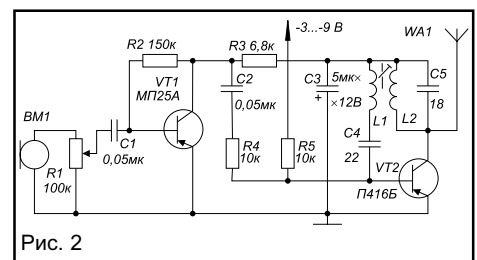 -3...-9 В
WA1
R2 150к
R3 6,8к
VT1
МП25А
C2
0,05мк
C3
5мк×
×12В
+
C5
18
L1
L2
BM1
C1
0,05мк
R1
100к
R4
10к
R5
10к
C4
22
VT2
П416Б
Рис. 2